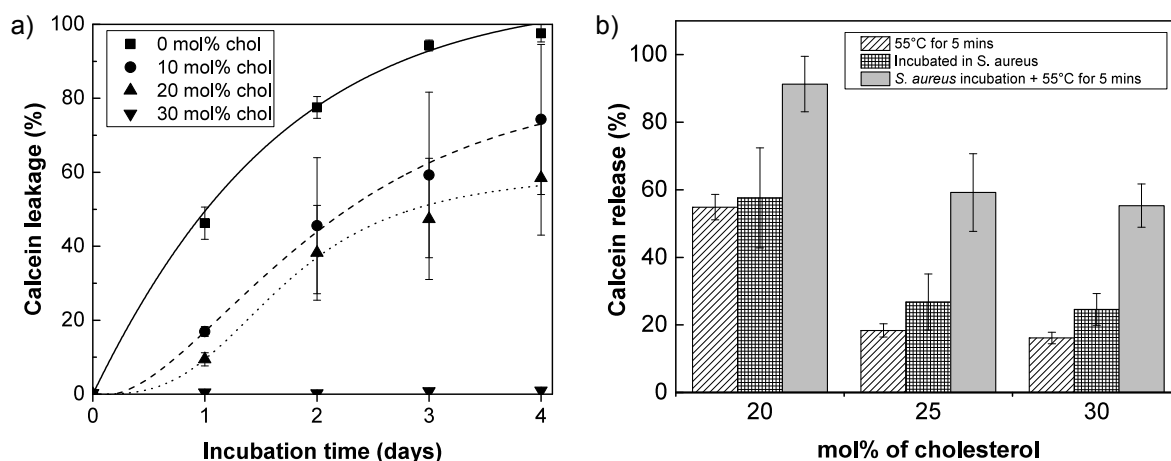 a)
Calcein leakage (%)
100
80
60
40
20
0
0 mol% chol
10 mol% chol
20 mol% chol
30 mol% chol
0 1 2 3 4
Incubation time (days)
b)
Calcein release (%)
100
80
60
40
20
0
55°C for 5 mins
Incubated in S. aureus
S. aureus incubation + 55°C for 5 mins
20 25 30
mol% of cholesterol